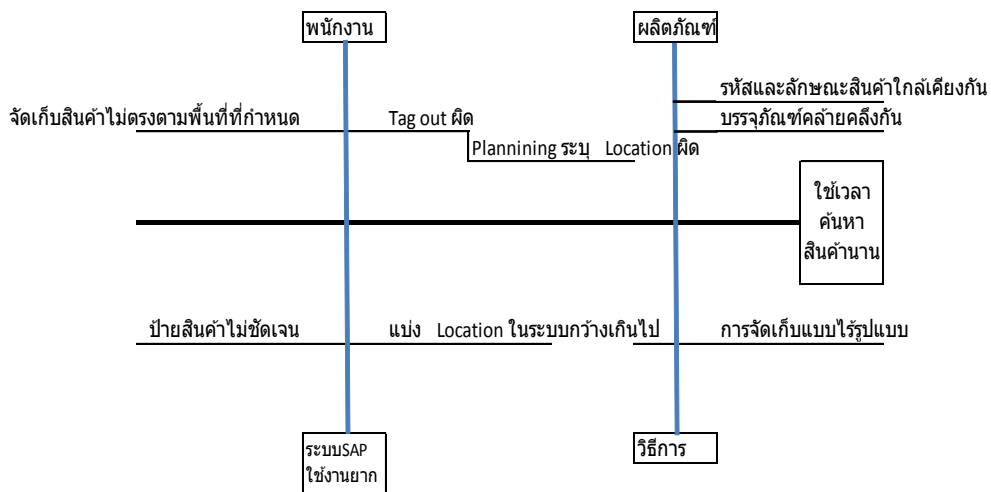 พนักงาน
ผลิตภัณฑ์
รหัสและลักษณะสินค้าใกล้เคียงกัน
จัดเก็บสินค้าไม่ตรงตามพื้นที่ที่กำหนด
Tag out ผิด
บรรจุภัณฑ์คล้ายคลึงกัน
Plannining ระบุ Location ผิด
ใช้เวลา
ค้นหา
สินค้านาน
ป้ายสินค้าไม่ชัดเจน
แบ่ง Location ในระบบกว้างเกินไป
การจัดเก็บแบบไร้รูปแบบ
ระบบSAP
ใช้งานยาก
วิธีการ